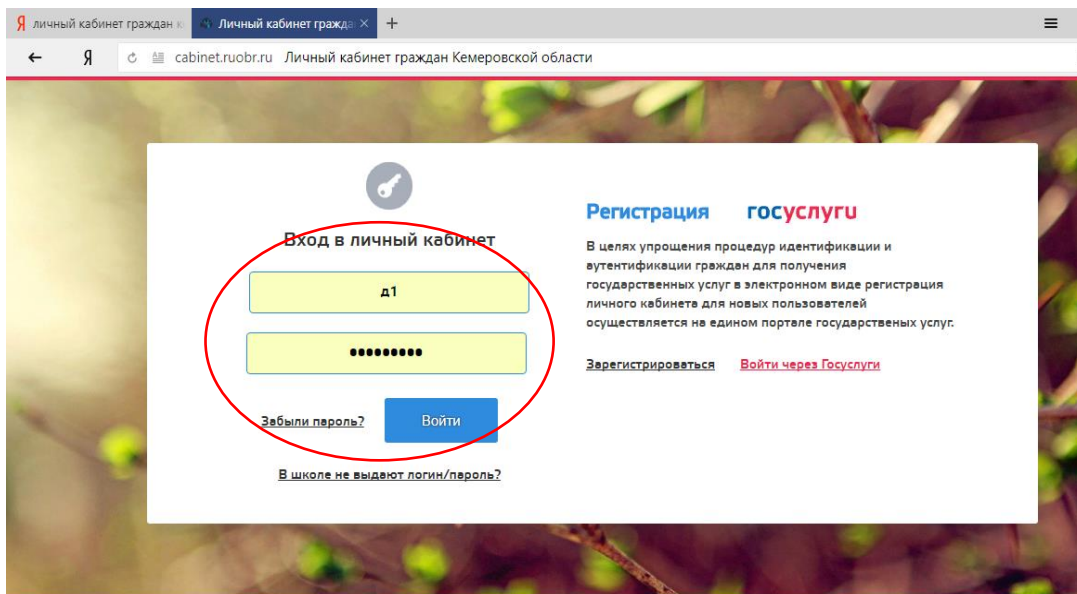 Я личный кабинет граждан к
Личный кабинет гражда × +
Я cabinet.ruobr.ru Личный кабинет граждан Кемеровской области
Вход в личный кабинет
д1
•••••••••
Забыли пароль? Войти
В школе не выдают логин/пароль?
Регистрация госуслуги
В целях упрощения процедур идентификации и
аутентификации граждан для получения
государственных услуг в электронном виде регистрация
личного кабинета для новых пользователей
осуществляется на едином портале государственых услуг.
Зарегистрироваться Войти через Госуслуги